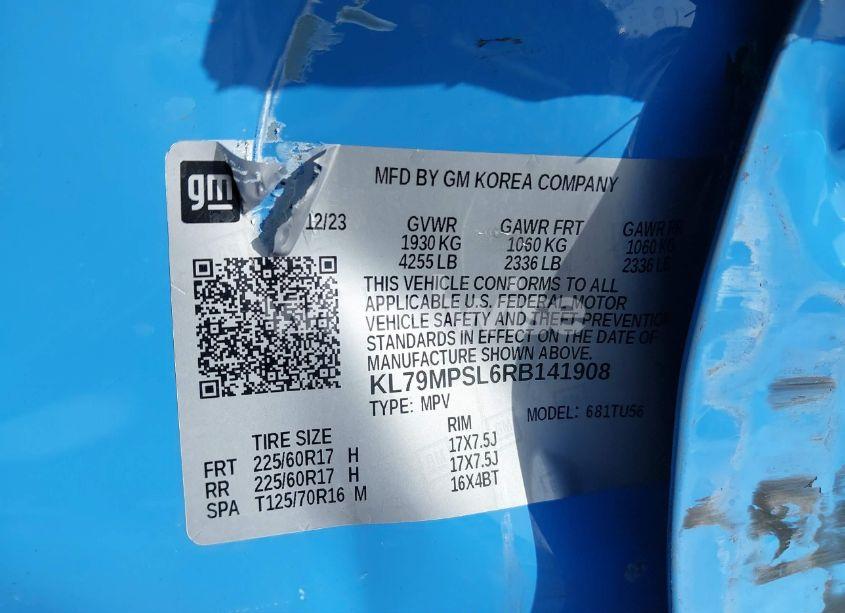 gm
MFD BY GM KOREA COMPANY
12/23 GVWR GAWR FRT GAWR
1930 KG 1060 KG 1060 KG
4255 LB 2336 LB 2336 LB
THIS VEHICLE CONFORMS TO ALL
APPLICABLE U.S. FEDERAL MOTOR
VEHICLE SAFETY AND THEFT PREVENTION
STANDARDS IN EFFECT ON THE DATE OF
MANUFACTURE SHOWN ABOVE.
KL79MPSL6RB141908
TYPE: MPV MODEL: 681TU56
TIRE SIZE RIM
FRT 225/60R17 H 17X7.5J
RR 225/60R17 H 17X7.5J
SPA T125/70R16 M 16X4BT